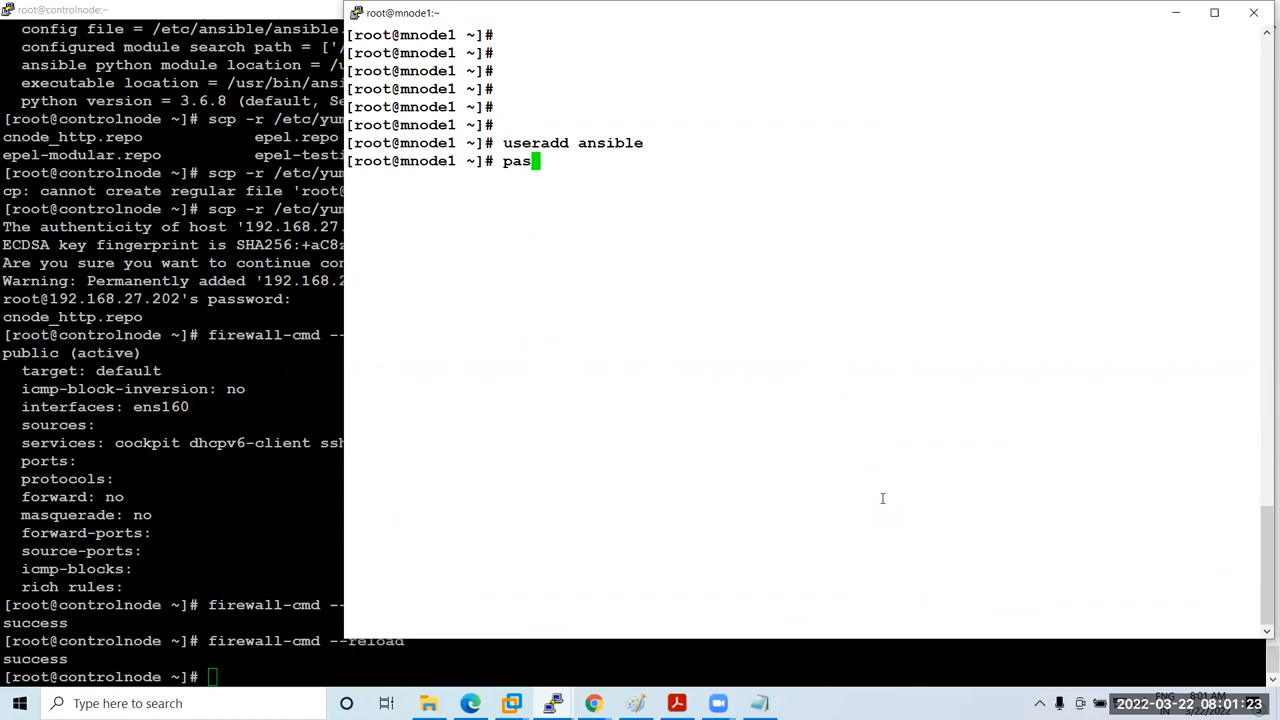 root@controlnode:~
config file = /etc/ansible/ansible.
configured module search path = ['/
ansible python module location = /u
executable location = /usr/bin/ansi
python version = 3.6.8 (default, Se
[root@controlnode ~]# scp -r /etc/yum
cnode_http.repo epel.repo
epel-modular.repo epel-testi
[root@controlnode ~]# scp -r /etc/yum
cp: cannot create regular file 'root@
[root@controlnode ~]# scp -r /etc/yum
The authenticity of host '192.168.27.
ECDSA key fingerprint is SHA256:+aC8z
Are you sure you want to continue con
Warning: Permanently added '192.168.2
root@192.168.27.202's password:
cnode_http.repo
[root@controlnode ~]# firewall-cmd --
public (active)
target: default
icmp-block-inversion: no
interfaces: ens160
sources:
services: cockpit dhcpv6-client ssh
ports:
protocols:
forward: no
masquerade: no
forward-ports:
source-ports:
icmp-blocks:
rich rules:
[root@controlnode ~]# firewall-cmd --
success
[root@controlnode ~]# firewall-cmd --reload
success
[root@controlnode ~]#
root@mnode1:~
[root@mnode1 ~]#
[root@mnode1 ~]#
[root@mnode1 ~]#
[root@mnode1 ~]#
[root@mnode1 ~]#
[root@mnode1 ~]#
[root@mnode1 ~]# useradd ansible
[root@mnode1 ~]# pas
Type here to search
ENG
8:01 AM
2022-03-22 08:01:23